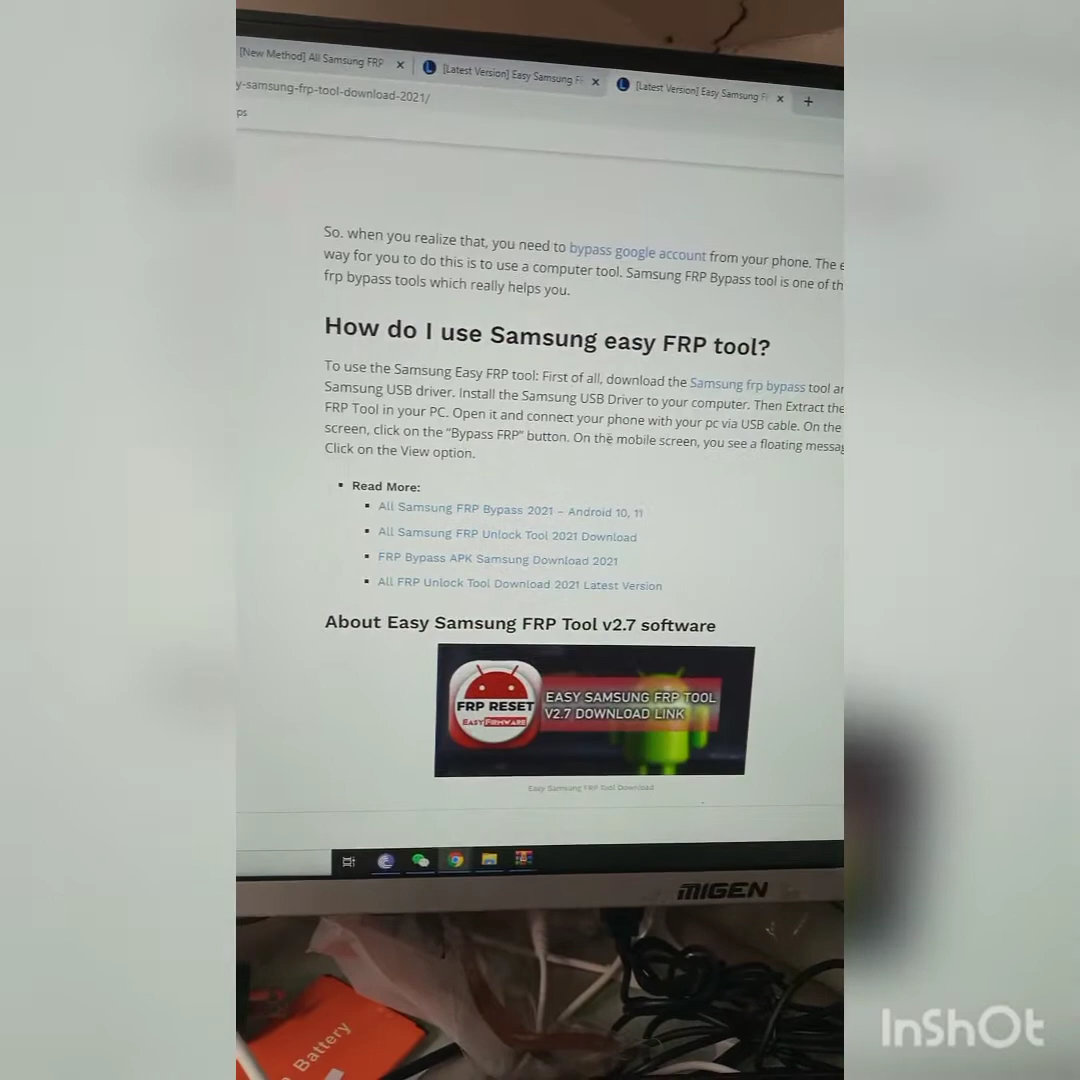 [New Method] All Samsung FRP
[Latest Version] Easy Samsung F
[Latest Version] Easy Samsung F
y-samsung-frp-tool-download-2021/
ps
So. when you realize that, you need to bypass google account from your phone. The e
way for you to do this is to use a computer tool. Samsung FRP Bypass tool is one of th
frp bypass tools which really helps you.
How do I use Samsung easy FRP tool?
To use the Samsung Easy FRP tool: First of all, download the Samsung frp bypass tool an
Samsung USB driver. Install the Samsung USB Driver to your computer. Then Extract the
FRP Tool in your PC. Open it and connect your phone with your pc via USB cable. On the
screen, click on the “Bypass FRP” button. On the mobile screen, you see a floating messag
Click on the View option.
Read More:
All Samsung FRP Bypass 2021 – Android 10, 11
All Samsung FRP Unlock Tool 2021 Download
FRP Bypass APK Samsung Download 2021
All FRP Unlock Tool Download 2021 Latest Version
About Easy Samsung FRP Tool v2.7 software
FRP RESET
EASY FIRMWARE
EASY SAMSUNG FRP TOOL
V2.7 DOWNLOAD LINK
Easy Samsung FRP Tool Download
MIGEN
Battery
InShOt